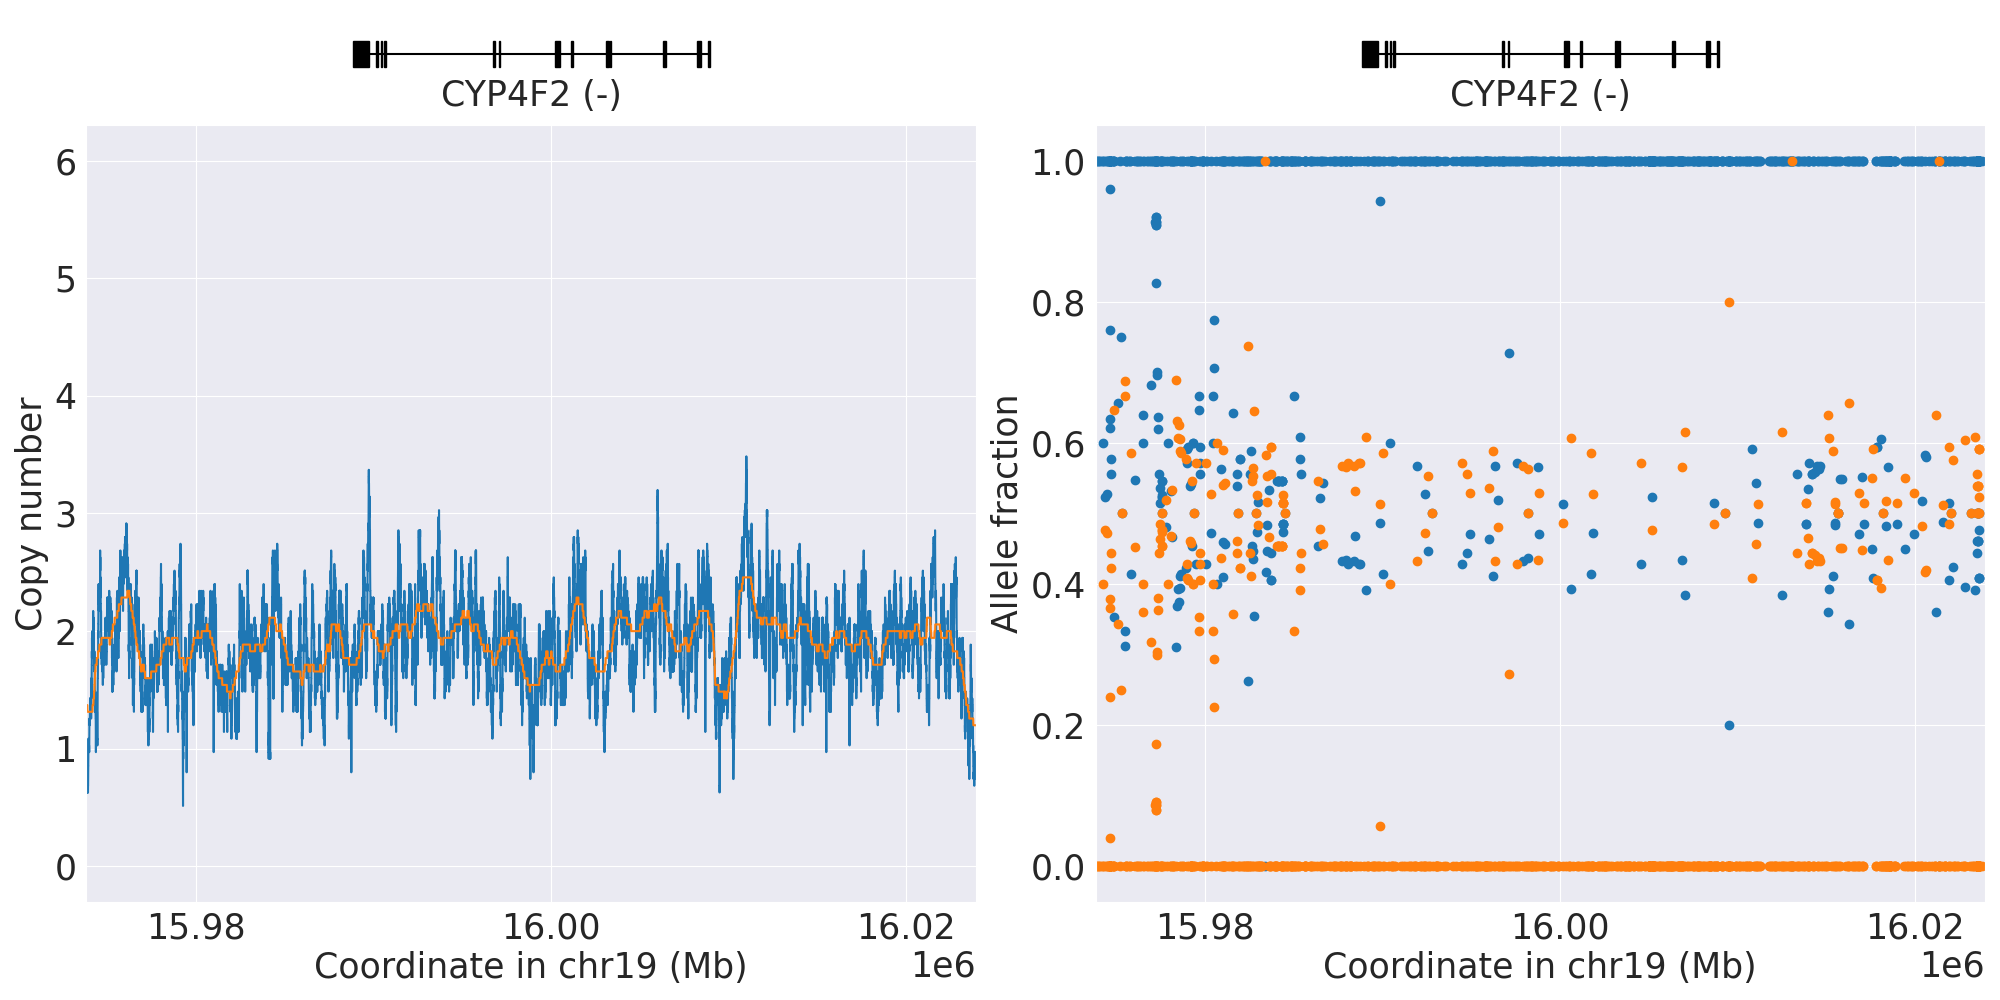 CYP4F2 (-)
CYP4F2 (-)
Copy number
6
5
4
3
2
1
0
15.98
16.00
16.02
Coordinate in chr19 (Mb)
1e6
Allele fraction
1.0
0.8
0.6
0.4
0.2
0.0
15.98
16.00
16.02
Coordinate in chr19 (Mb)
1e6